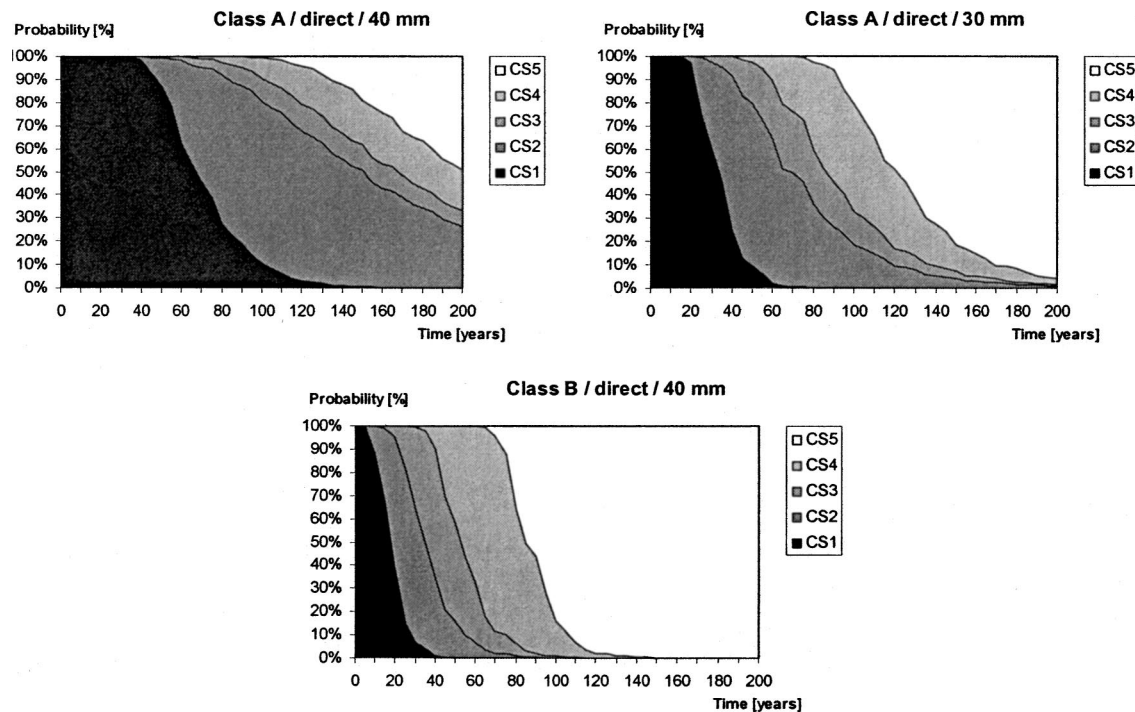 Class A / direct / 40 mm
Probability [%]
100%
90%
80%
70%
60%
50%
40%
30%
20%
10%
0%
0 20 40 60 80 100 120 140 160 180 200
Time [years]
CS5
CS4
CS3
CS2
CS1
Class A / direct / 30 mm
Probability [%]
100%
90%
80%
70%
60%
50%
40%
30%
20%
10%
0%
0 20 40 60 80 100 120 140 160 180 200
Time [years]
CS5
CS4
CS3
CS2
CS1
Class B / direct / 40 mm
Probability [%]
100%
90%
80%
70%
60%
50%
40%
30%
20%
10%
0%
0 20 40 60 80 100 120 140 160 180 200
Time [years]
CS5
CS4
CS3
CS2
CS1